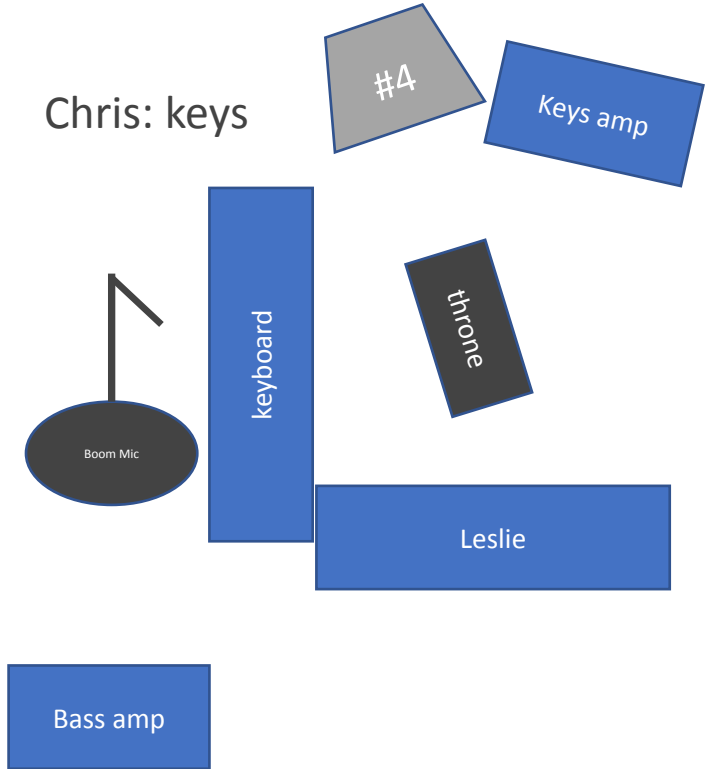 #4
Keys amp
Chris: keys
keyboard
throne
Boom Mic
Leslie
Bass amp